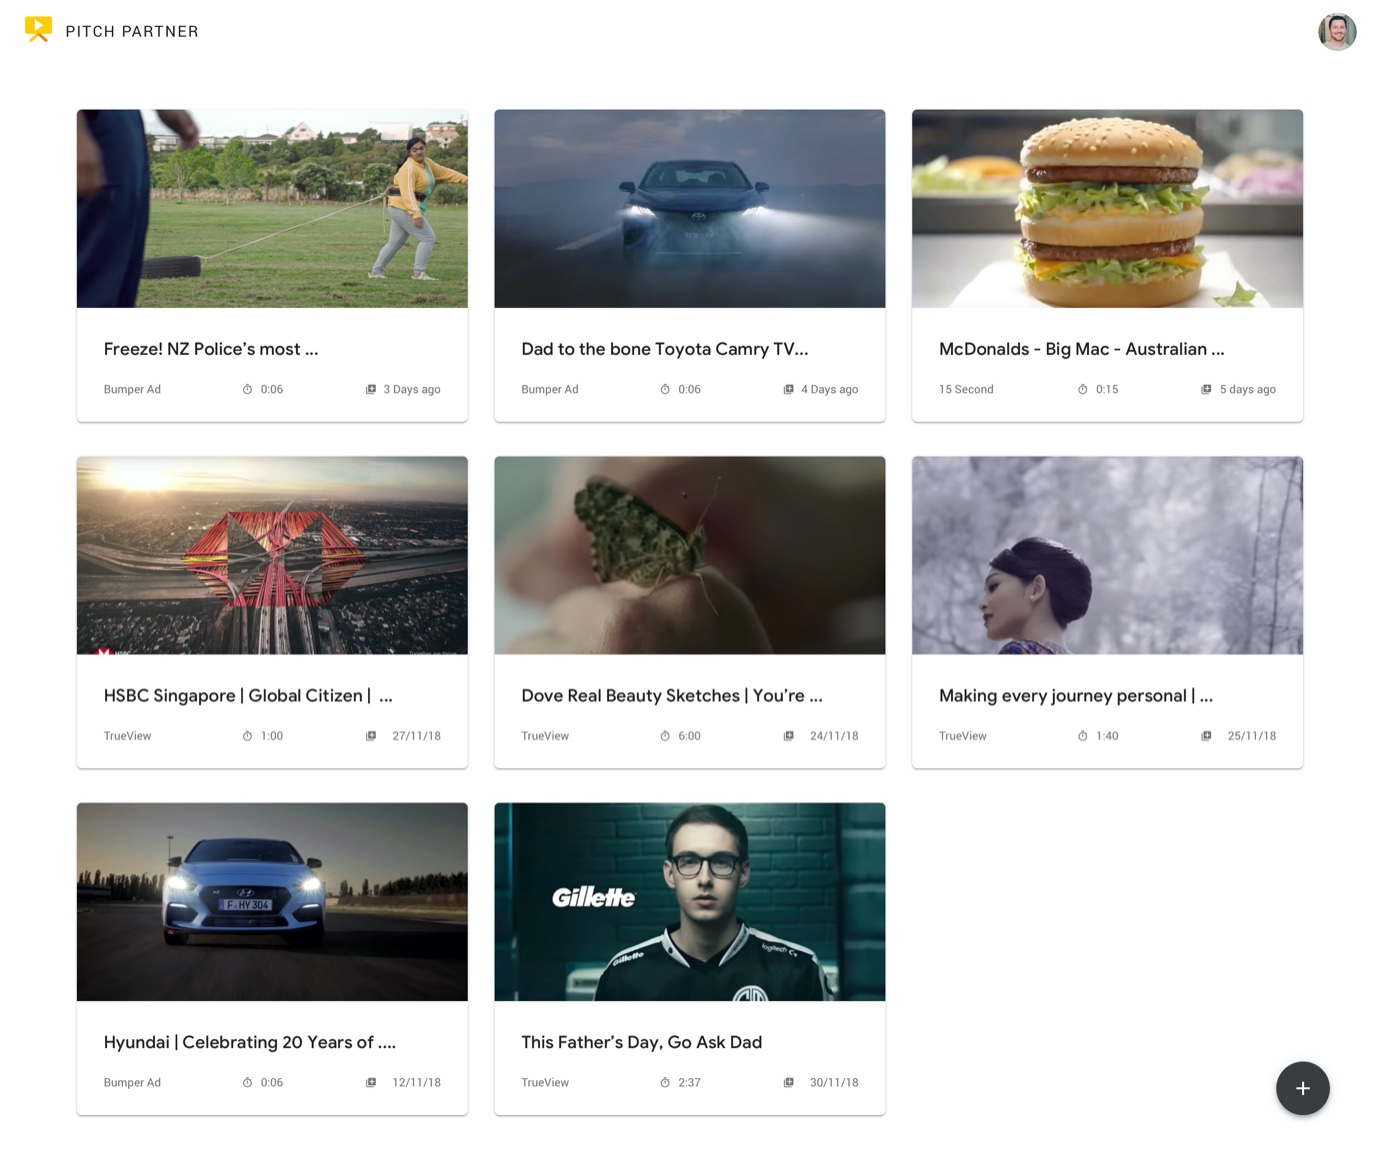 PITCH PARTNER
Freeze! NZ Police’s most ...
Bumper Ad 0:06 3 Days ago
Dad to the bone Toyota Camry TV...
Bumper Ad 0:06 4 Days ago
McDonalds - Big Mac - Australian ...
15 Second 0:15 5 days ago
HSBC
HSBC Singapore | Global Citizen | ...
TrueView 1:00 27/11/18
Dove Real Beauty Sketches | You’re ...
TrueView 6:00 24/11/18
Making every journey personal | ...
TrueView 1:40 25/11/18
F HY 304
Hyundai | Celebrating 20 Years of ....
Bumper Ad 0:06 12/11/18
Gillette
Gillette
logitech G
This Father’s Day, Go Ask Dad
TrueView 2:37 30/11/18